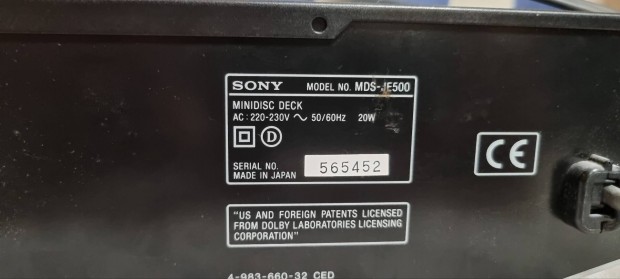 SONY MODEL NO. MDS-JE500
MINIDISC DECK
AC: 220-230V ~ 50/60Hz 20W
D
SERIAL NO. 565452
MADE IN JAPAN
CE
"US AND FOREIGN PATENTS LICENSED
FROM DOLBY LABORATORIES LICENSING
CORPORATION"
4-983-660-32 CED